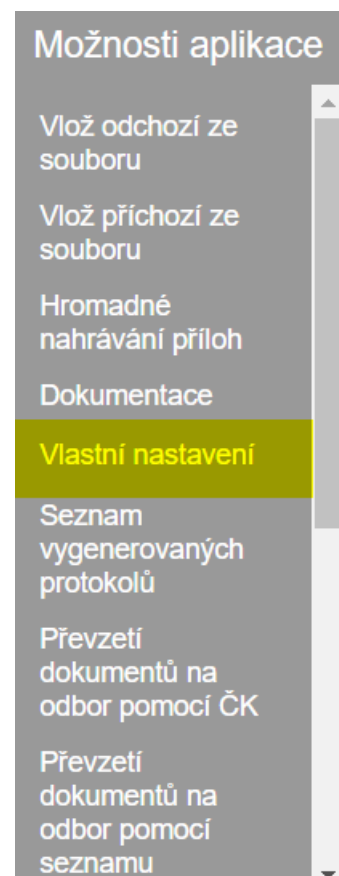 Možnosti aplikace
Vlož odchozí ze
souboru
Vlož příchozí ze
souboru
Hromadné
nahrávání příloh
Dokumentace
Vlastní nastavení
Seznam
vygenerovaných
protokolů
Převzetí
dokumentů na
odbor pomocí ČK
Převzetí
dokumentů na
odbor pomocí
seznamu